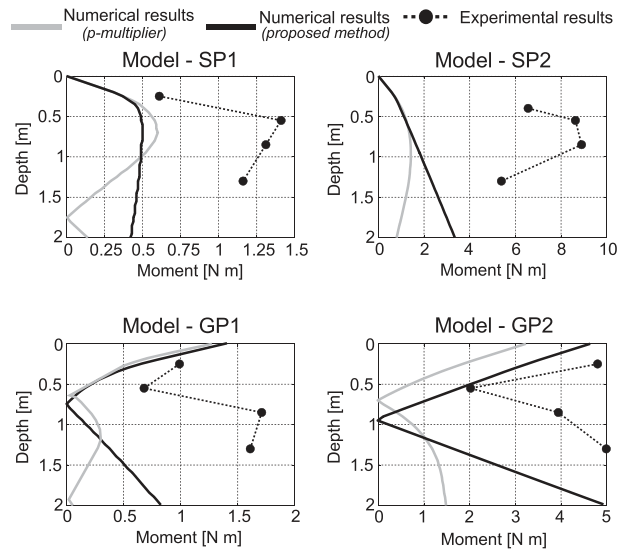 Numerical results
(p-multiplier)
Numerical results
(proposed method)
Experimental results
Model - SP1
0
0.5
1
1.5
2
Depth [m]
0 0.25 0.5 0.75 1 1.25 1.5
Moment [N m]
Model - SP2
0
0.5
1
1.5
2
Depth [m]
0 2 4 6 8 10
Moment [N m]
Model - GP1
0
0.5
1
1.5
2
Depth [m]
0 0.5 1 1.5 2
Moment [N m]
Model - GP2
0
0.5
1
1.5
2
Depth [m]
0 1 2 3 4 5
Moment [N m]